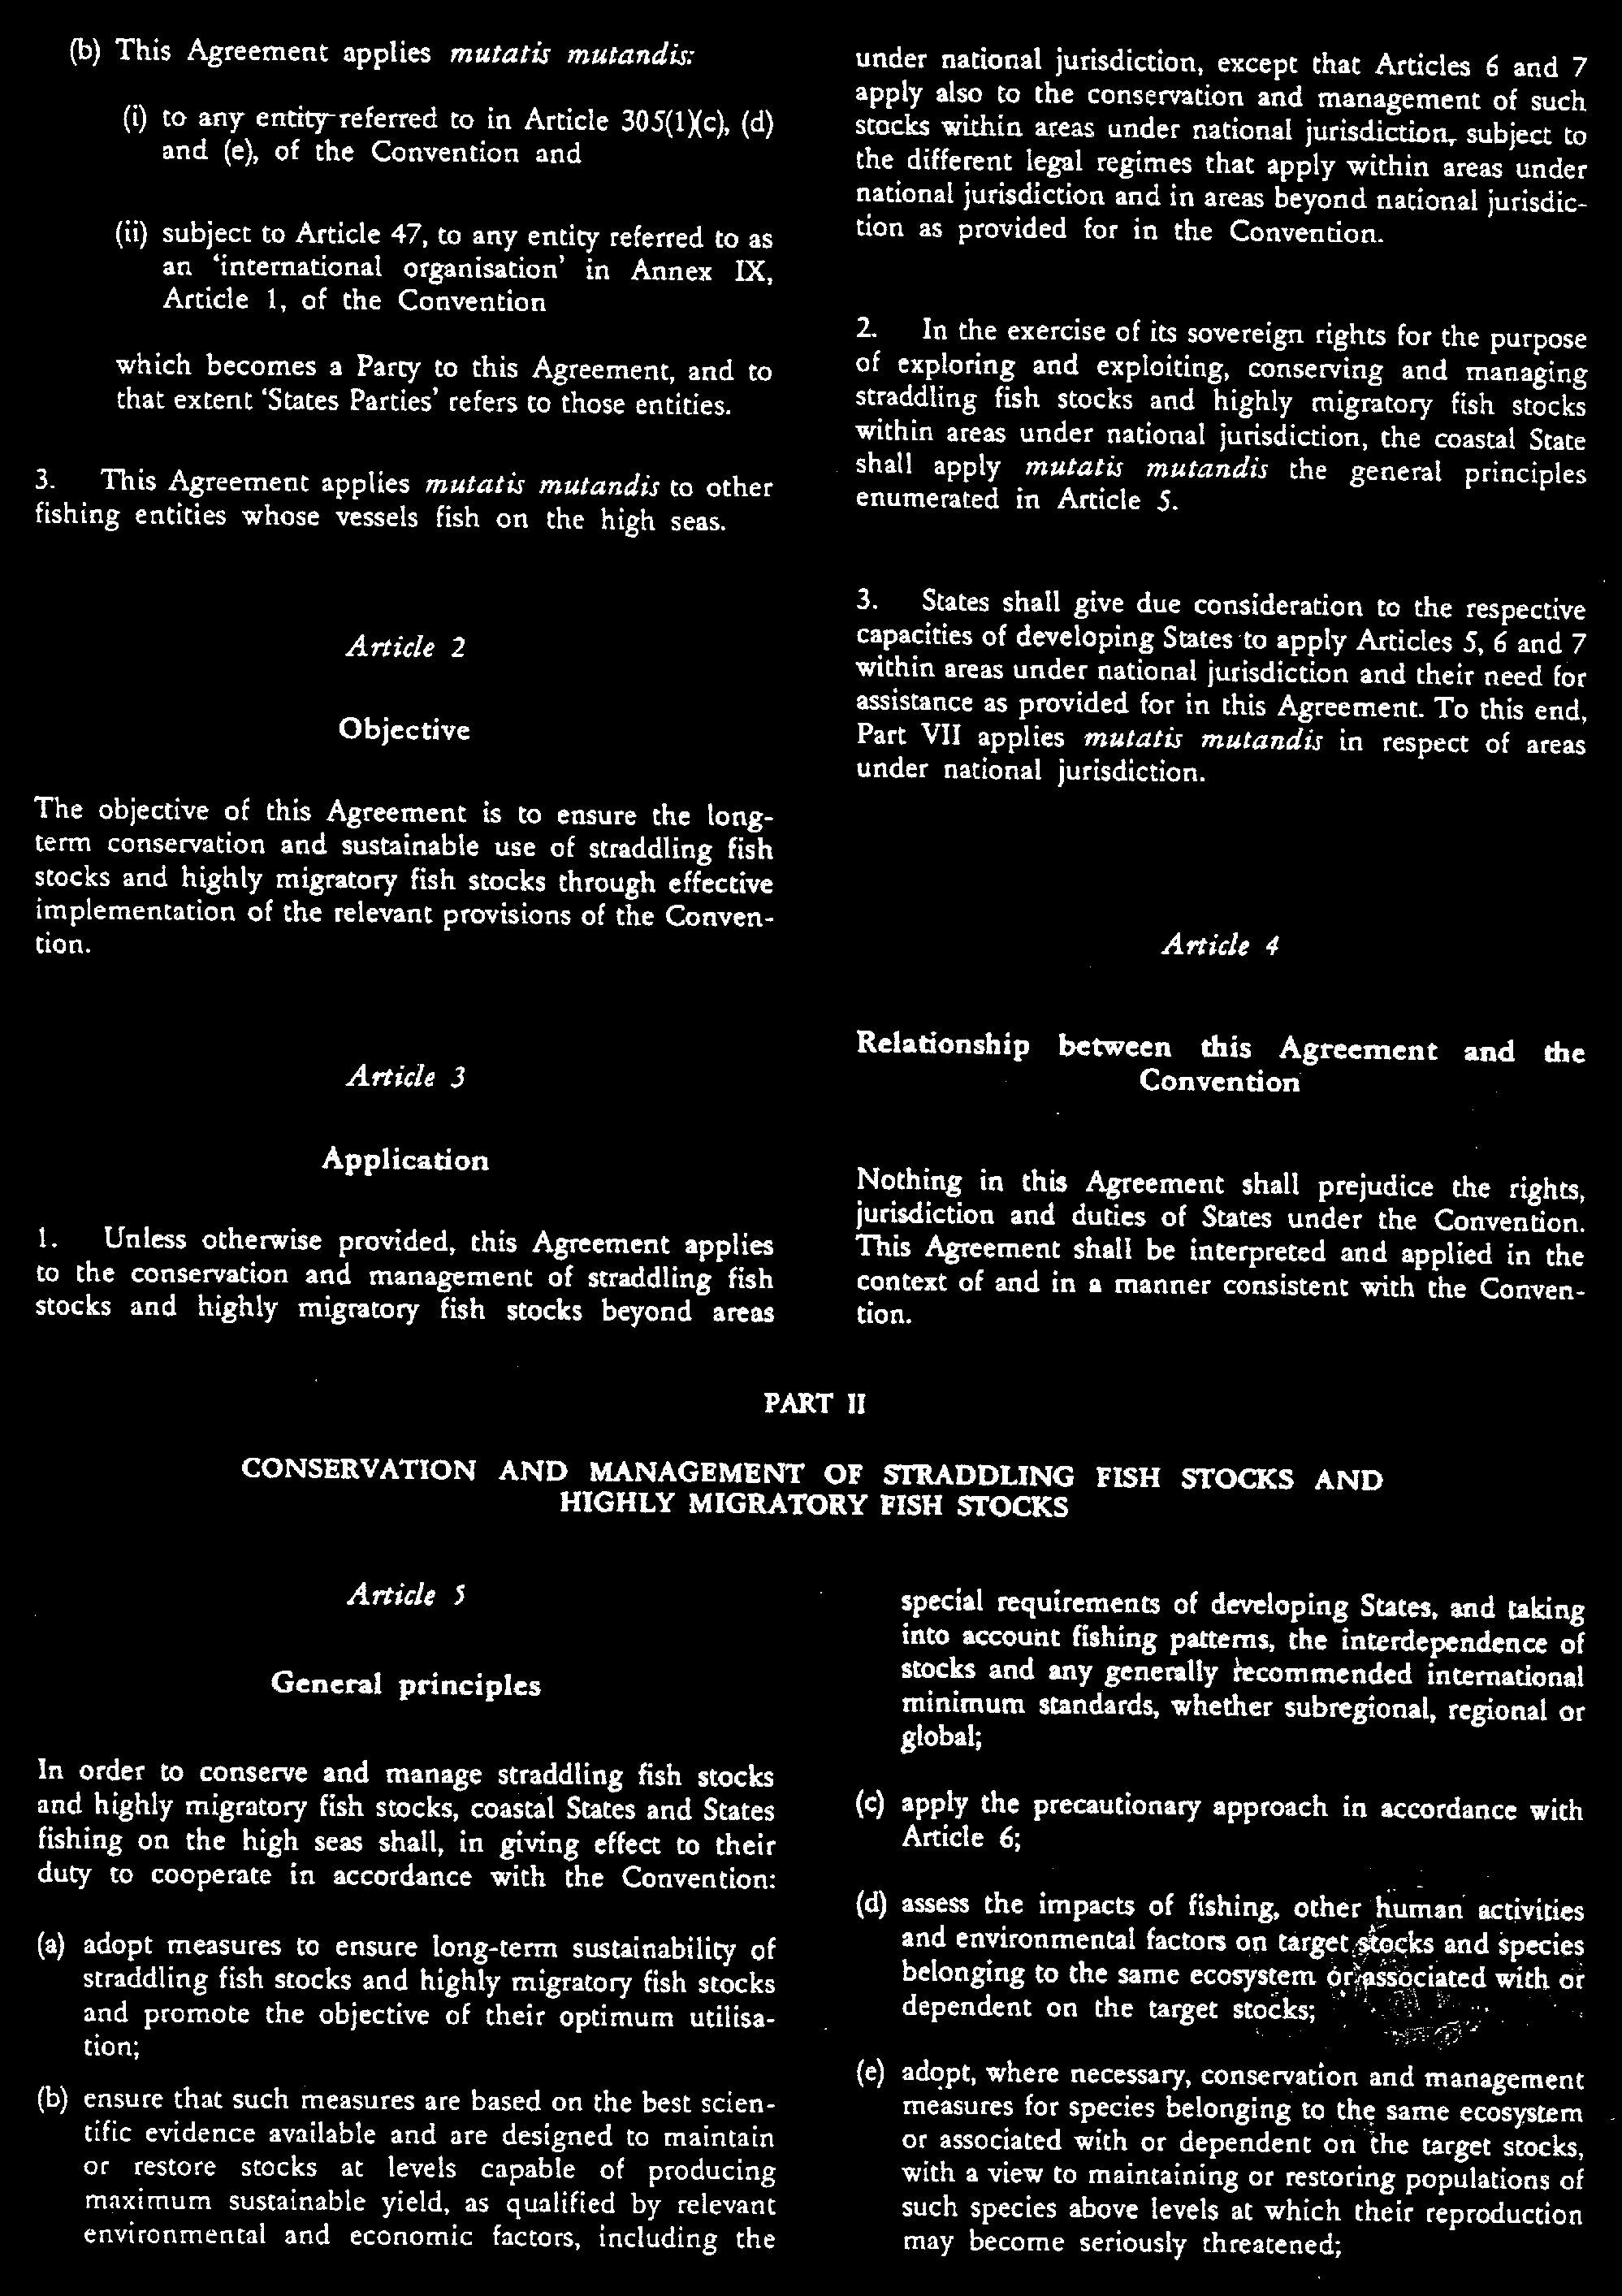 (b) This Agreement applies mutatis mutandis:
(i) to any entity referred to in Article 305(1)(c), (d)
and (e), of the Convention and
(ii) subject to Article 47, to any entity referred to as
an ‘international organisation’ in Annex IX,
Article 1, of the Convention
which becomes a Party to this Agreement, and to
that extent ‘States Parties’ refers to those entities.
3. This Agreement applies mutatis mutandis to other
fishing entities whose vessels fish on the high seas.
Article 2
Objective
The objective of this Agreement is to ensure the long-
term conservation and sustainable use of straddling fish
stocks and highly migratory fish stocks through effective
implementation of the relevant provisions of the Conven-
tion.
Article 3
Application
1. Unless otherwise provided, this Agreement applies
to the conservation and management of straddling fish
stocks and highly migratory fish stocks beyond areas
under national jurisdiction, except that Articles 6 and 7
apply also to the conservation and management of such
stocks within areas under national jurisdiction, subject to
the different legal regimes that apply within areas under
national jurisdiction and in areas beyond national jurisdic-
tion as provided for in the Convention.
2. In the exercise of its sovereign rights for the purpose
of exploring and exploiting, conserving and managing
straddling fish stocks and highly migratory fish stocks
within areas under national jurisdiction, the coastal State
shall apply mutatis mutandis the general principles
enumerated in Article 5.
3. States shall give due consideration to the respective
capacities of developing States to apply Articles 5, 6 and 7
within areas under national jurisdiction and their need for
assistance as provided for in this Agreement. To this end,
Part VII applies mutatis mutandis in respect of areas
under national jurisdiction.
Article 4
Relationship between this Agreement and the
Convention
Nothing in this Agreement shall prejudice the rights,
jurisdiction and duties of States under the Convention.
This Agreement shall be interpreted and applied in the
context of and in a manner consistent with the Conven-
tion.
PART II
CONSERVATION AND MANAGEMENT OF STRADDLING FISH STOCKS AND
HIGHLY MIGRATORY FISH STOCKS
Article 5
General principles
In order to conserve and manage straddling fish stocks
and highly migratory fish stocks, coastal States and States
fishing on the high seas shall, in giving effect to their
duty to cooperate in accordance with the Convention:
(a) adopt measures to ensure long-term sustainability of
straddling fish stocks and highly migratory fish stocks
and promote the objective of their optimum utilisa-
tion;
(b) ensure that such measures are based on the best scien-
tific evidence available and are designed to maintain
or restore stocks at levels capable of producing
maximum sustainable yield, as qualified by relevant
environmental and economic factors, including the
special requirements of developing States, and taking
into account fishing patterns, the interdependence of
stocks and any generally recommended international
minimum standards, whether subregional, regional or
global;
(c) apply the precautionary approach in accordance with
Article 6;
(d) assess the impacts of fishing, other human activities
and environmental factors on target stocks and species
belonging to the same ecosystem or associated with or
dependent on the target stocks;
(e) adopt, where necessary, conservation and management
measures for species belonging to the same ecosystem
or associated with or dependent on the target stocks,
with a view to maintaining or restoring populations of
such species above levels at which their reproduction
may become seriously threatened;